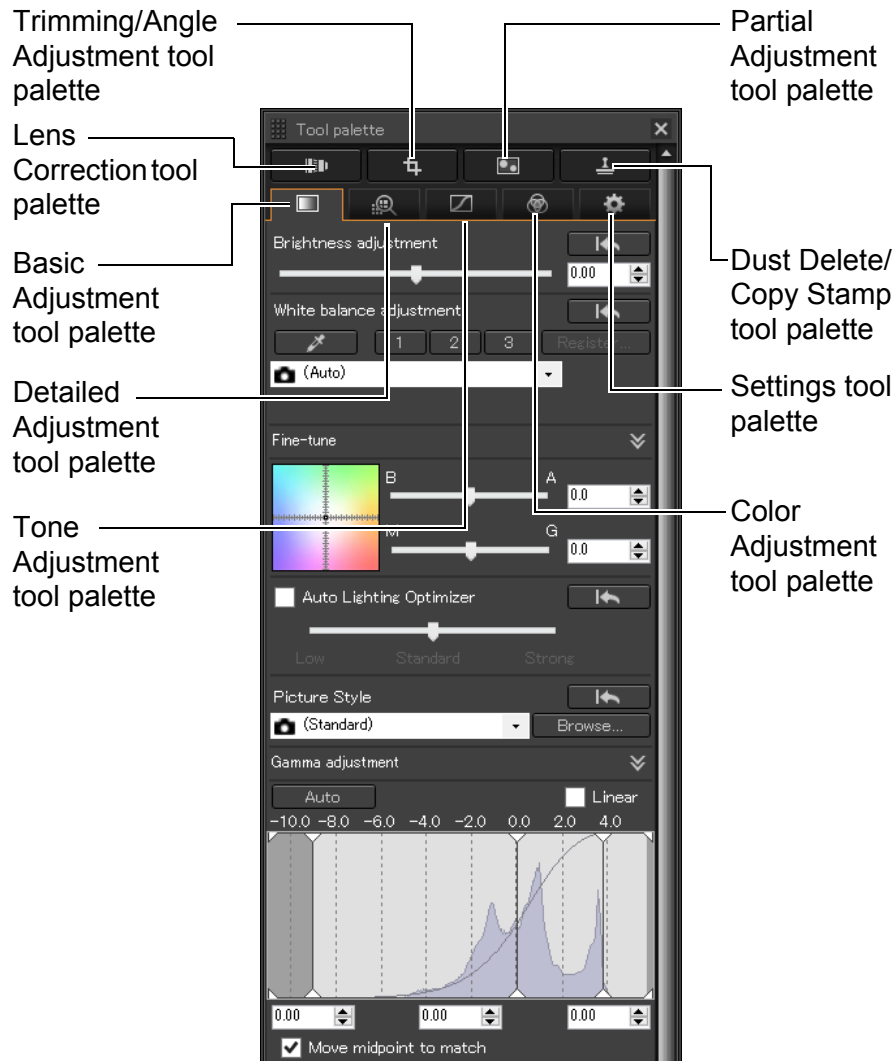 Trimming/Angle
Adjustment tool
palette
Partial
Adjustment
tool palette
Lens
Correction tool
palette
Basic
Adjustment
tool palette
Detailed
Adjustment
tool palette
Tone
Adjustment
tool palette
Dust Delete/
Copy Stamp
tool palette
Settings tool
palette
Color
Adjustment
tool palette
Tool palette
Brightness adjustment
0.00
White balance adjustment
1 2 3 Register...
(Auto)
Fine-tune
B A
0.0
M G
0.0
Auto Lighting Optimizer
Low Standard Strong
Picture Style
(Standard) Browse...
Gamma adjustment
Auto Linear
-10.0 -8.0 -6.0 -4.0 -2.0 0.0 2.0 4.0
0.00 0.00 0.00
Move midpoint to match